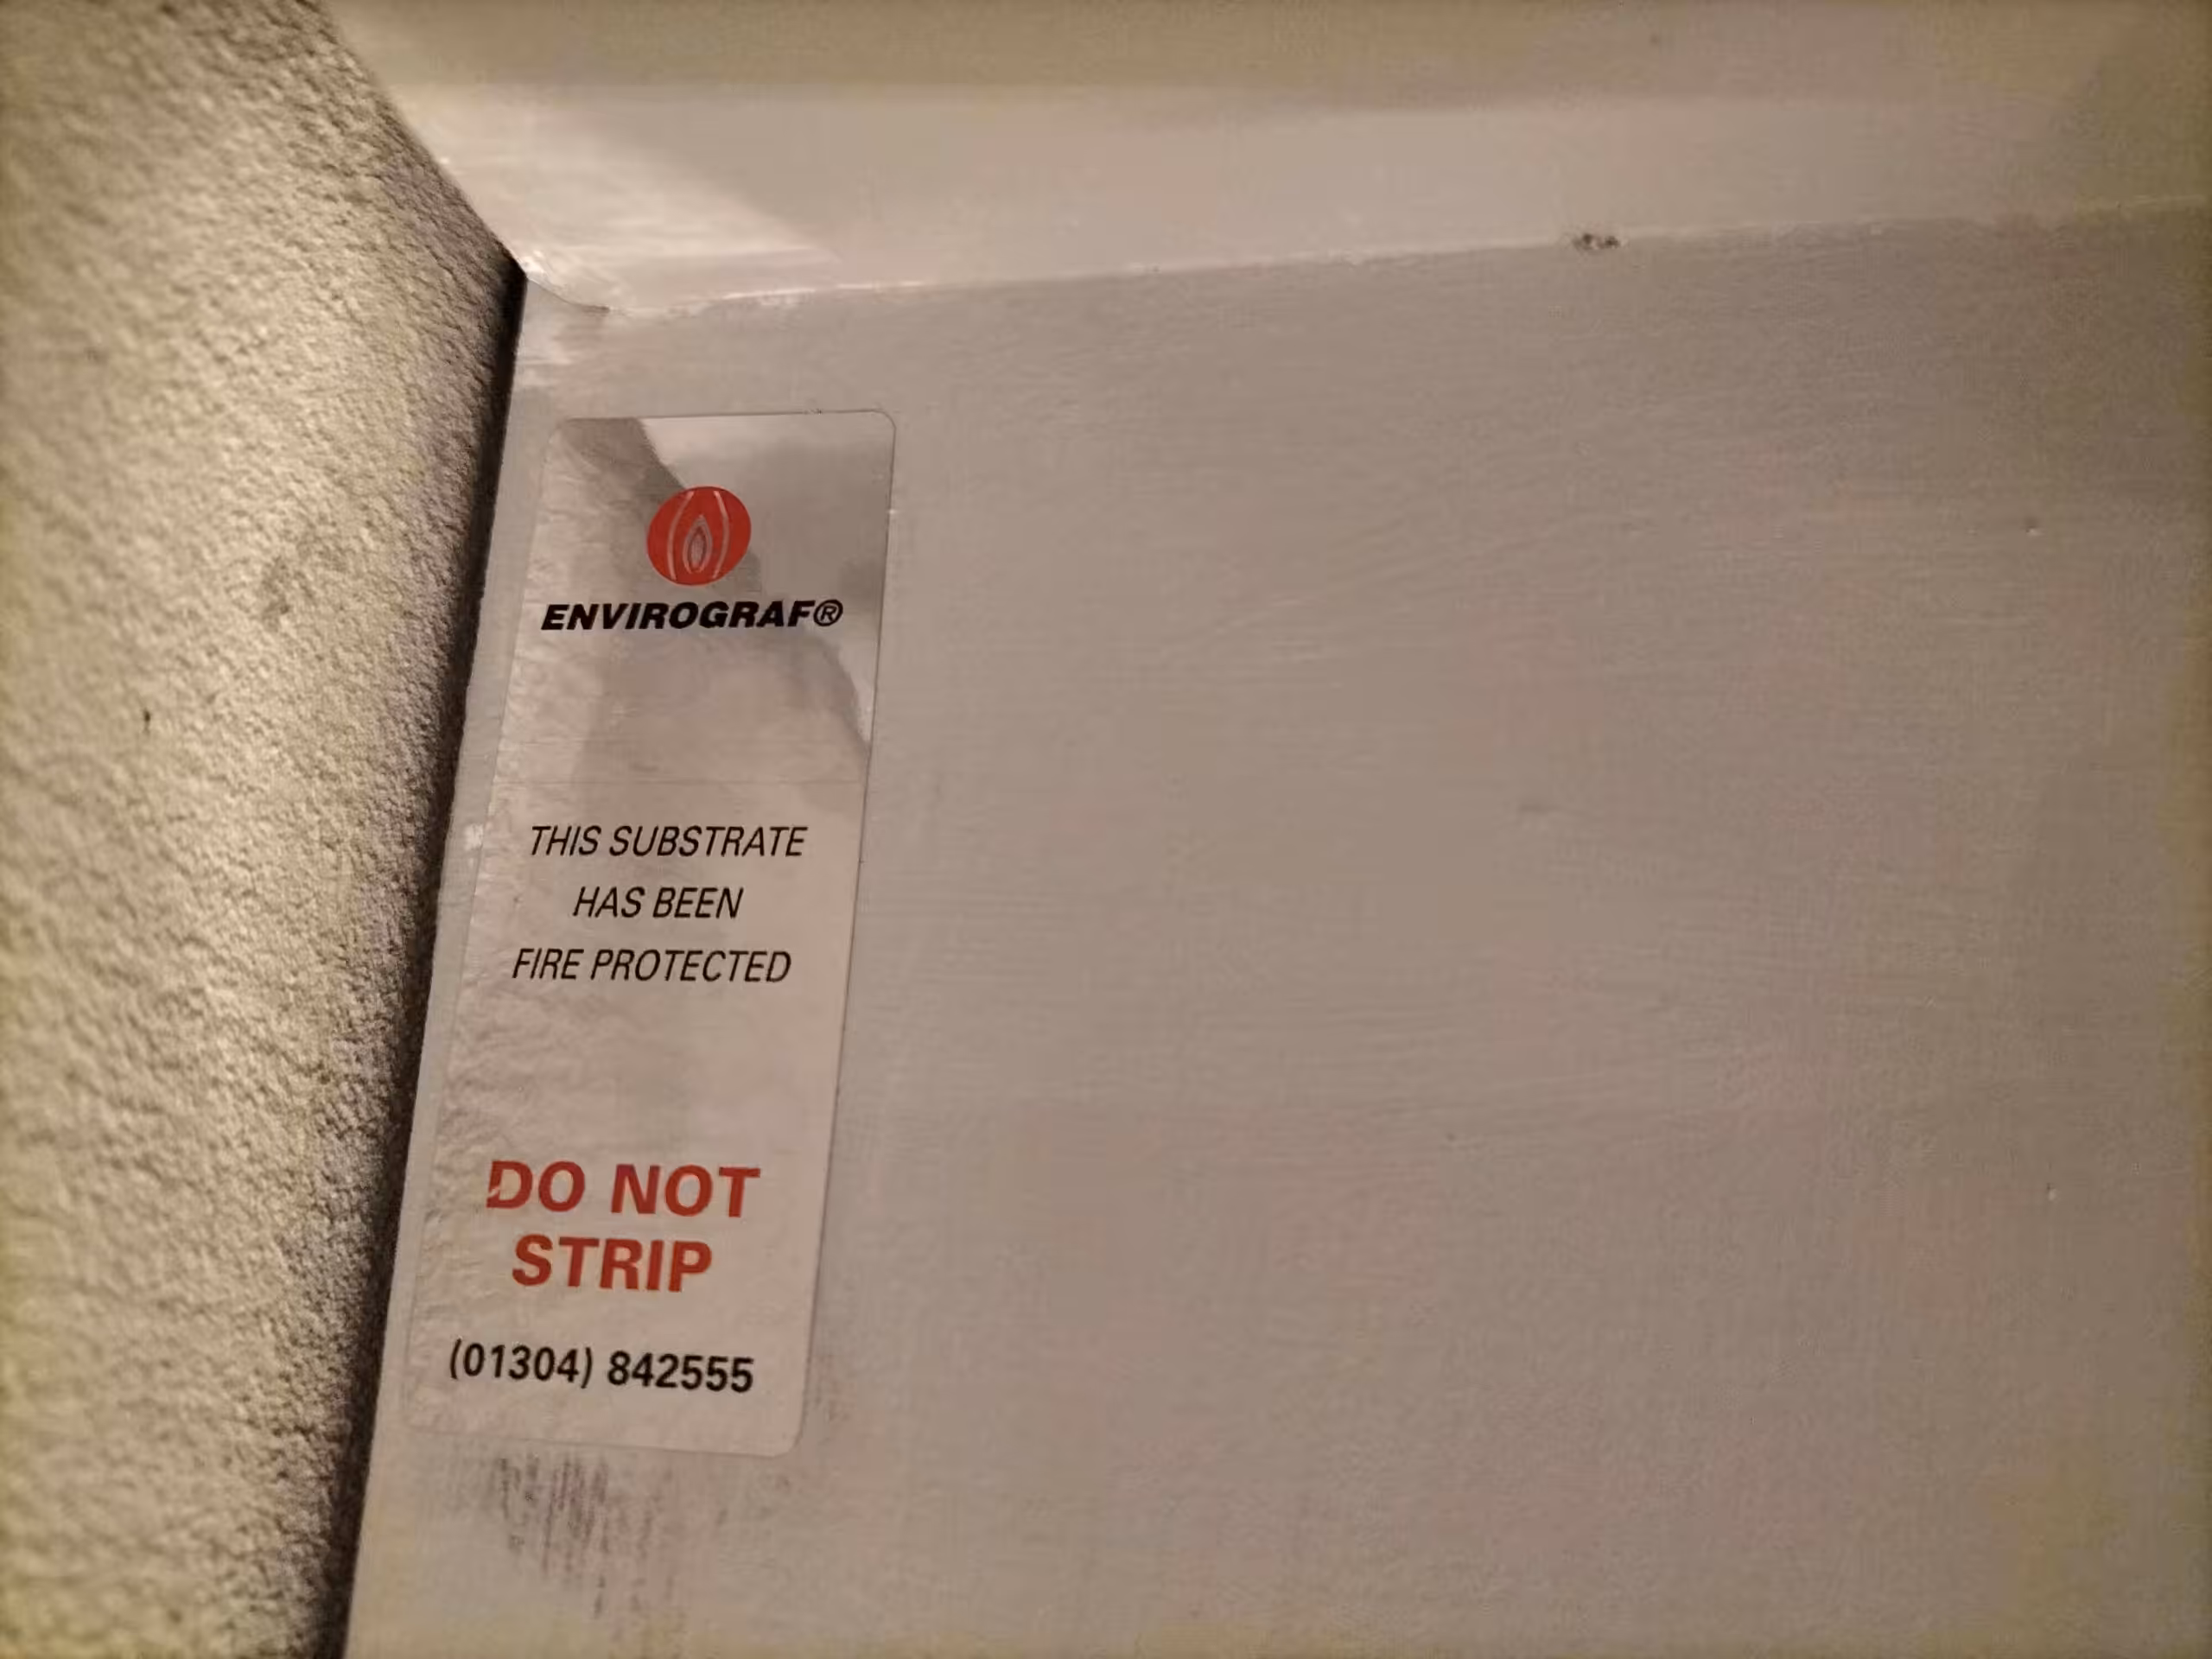 ENVIROGRAF®
THIS SUBSTRATE
HAS BEEN
FIRE PROTECTED
DO NOT
STRIP
(01304) 842555